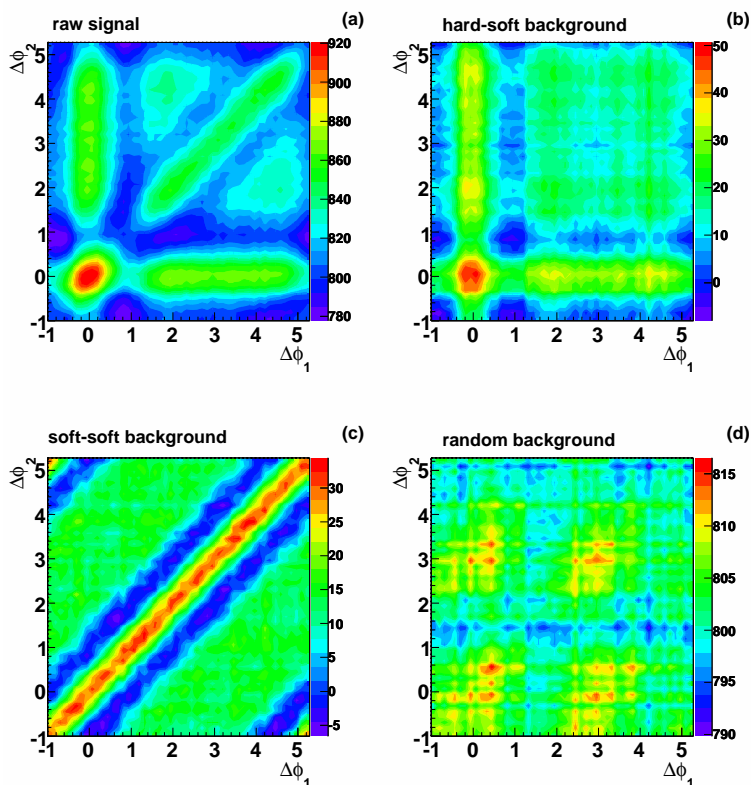 raw signal
(a)
Δϕ2
5
4
3
2
1
0
-1
-1 0 1 2 3 4 5
Δϕ1
920
900
880
860
840
820
800
780
hard-soft background
(b)
Δϕ2
5
4
3
2
1
0
-1
-1 0 1 2 3 4 5
Δϕ1
50
40
30
20
10
0
soft-soft background
(c)
Δϕ2
5
4
3
2
1
0
-1
-1 0 1 2 3 4 5
Δϕ1
30
25
20
15
10
5
0
-5
random background
(d)
Δϕ2
5
4
3
2
1
0
-1
-1 0 1 2 3 4 5
Δϕ1
815
810
805
800
795
790